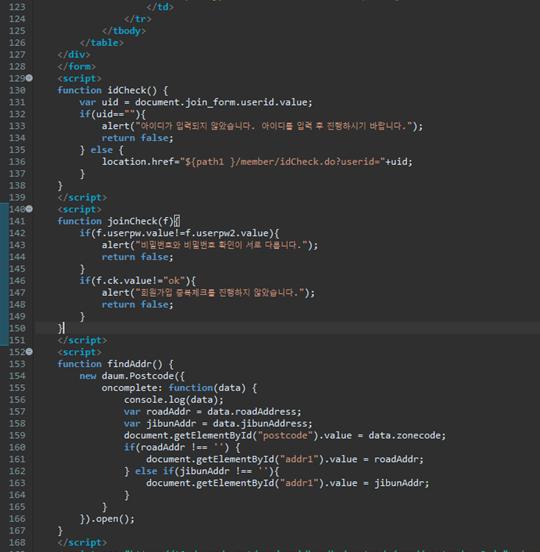 123 </td>
124 </tr>
125 </tbody>
126 </table>
127 </div>
128 </form>
129 <script>
130 function idCheck() {
131 var uid = document.join_form.userid.value;
132 if(uid==""){
133 alert("아이디가 입력되지 않았습니다. 아이디를 입력 후 진행하시기 바랍니다.");
134 return false;
135 } else {
136 location.href="${path1 }/member/idCheck.do?userid="+uid;
137 }
138 }
139 </script>
140 <script>
141 function joinCheck(f){
142 if(f.userpw.value!=f.userpw2.value){
143 alert("비밀번호와 비밀번호 확인이 서로 다릅니다.");
144 return false;
145 }
146 if(f.ck.value!="ok"){
147 alert("회원가입 중복체크를 진행하지 않았습니다.");
148 return false;
149 }
150 }
151 </script>
152 <script>
153 function findAddr() {
154 new daum.Postcode({
155 oncomplete: function(data) {
156 console.log(data);
157 var roadAddr = data.roadAddress;
158 var jibunAddr = data.jibunAddress;
159 document.getElementById("postcode").value = data.zonecode;
160 if(roadAddr !== '') {
161 document.getElementById("addr1").value = roadAddr;
162 } else if(jibunAddr !== ''){
163 document.getElementById("addr1").value = jibunAddr;
164 }
165 }
166 }).open();
167 }
168 </script>